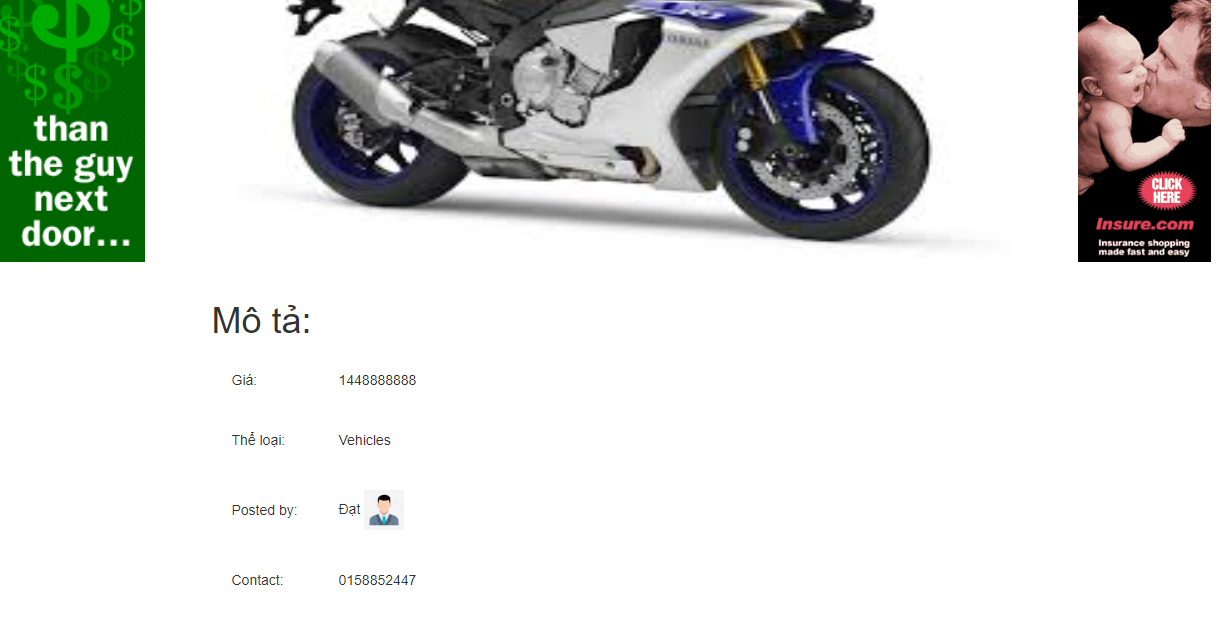 R1
YAMAHA
than
the guy
next
door...
CLICK
HERE
Insure.com
Insurance shopping
made fast and easy
Mô tả:
Giá: 1448888888
Thể loại: Vehicles
Posted by: Đạt
Contact: 0158852447